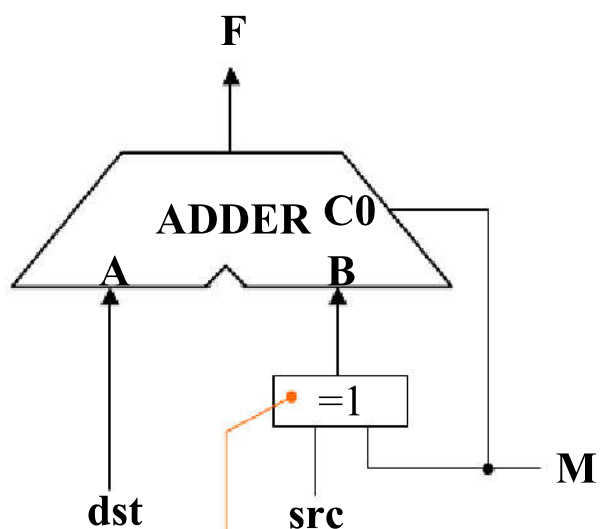 F
ADDER C0
A B
=1
M
dst src